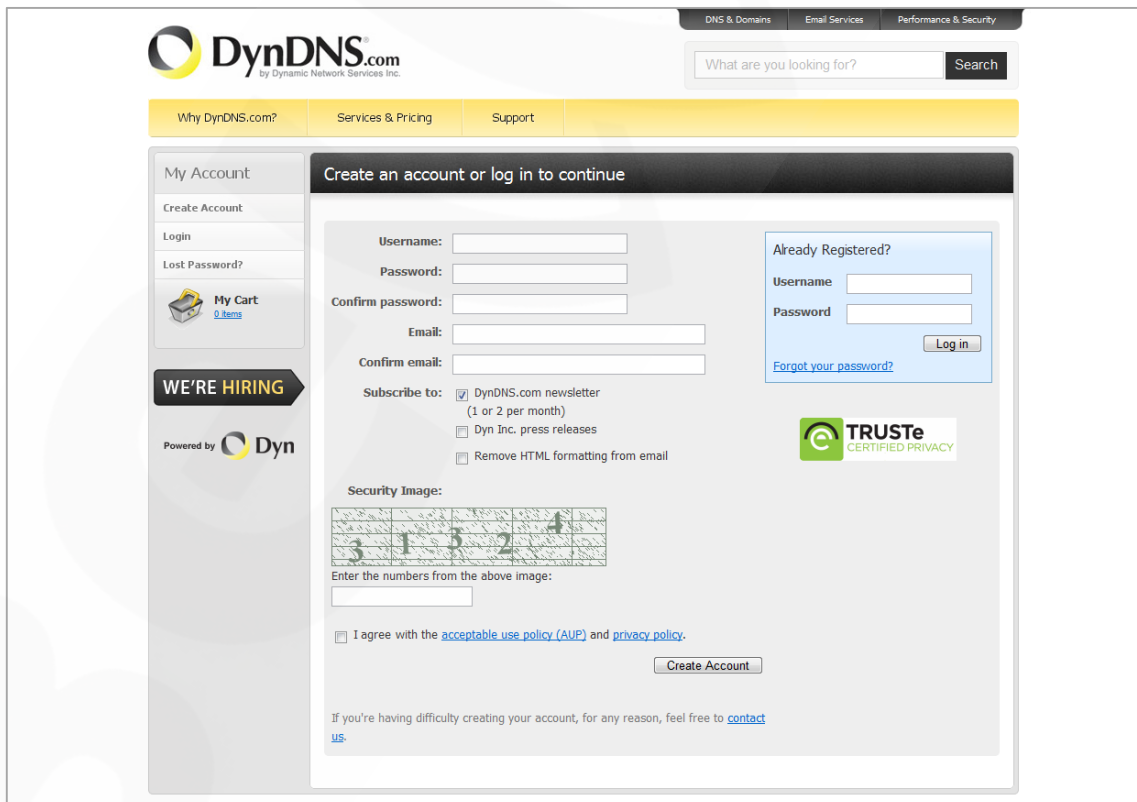 DNS & Domains
Email Services
Performance & Security
DynDNS.com
by Dynamic Network Services Inc.
What are you looking for?
Search
Why DynDNS.com?
Services & Pricing
Support
My Account
Create Account
Login
Lost Password?
My Cart
0 items
WE'RE HIRING
Powered by Dyn
Create an account or log in to continue
Username:
Password:
Confirm password:
Email:
Confirm email:
Subscribe to:
DynDNS.com newsletter
(1 or 2 per month)
Dyn Inc. press releases
Remove HTML formatting from email
Security Image:
3 1 3 2 4
Enter the numbers from the above image:
I agree with the acceptable use policy (AUP) and privacy policy.
Create Account
If you're having difficulty creating your account, for any reason, feel free to contact
us.
Already Registered?
Username
Password
Log in
Forgot your password?
TRUSTe
CERTIFIED PRIVACY